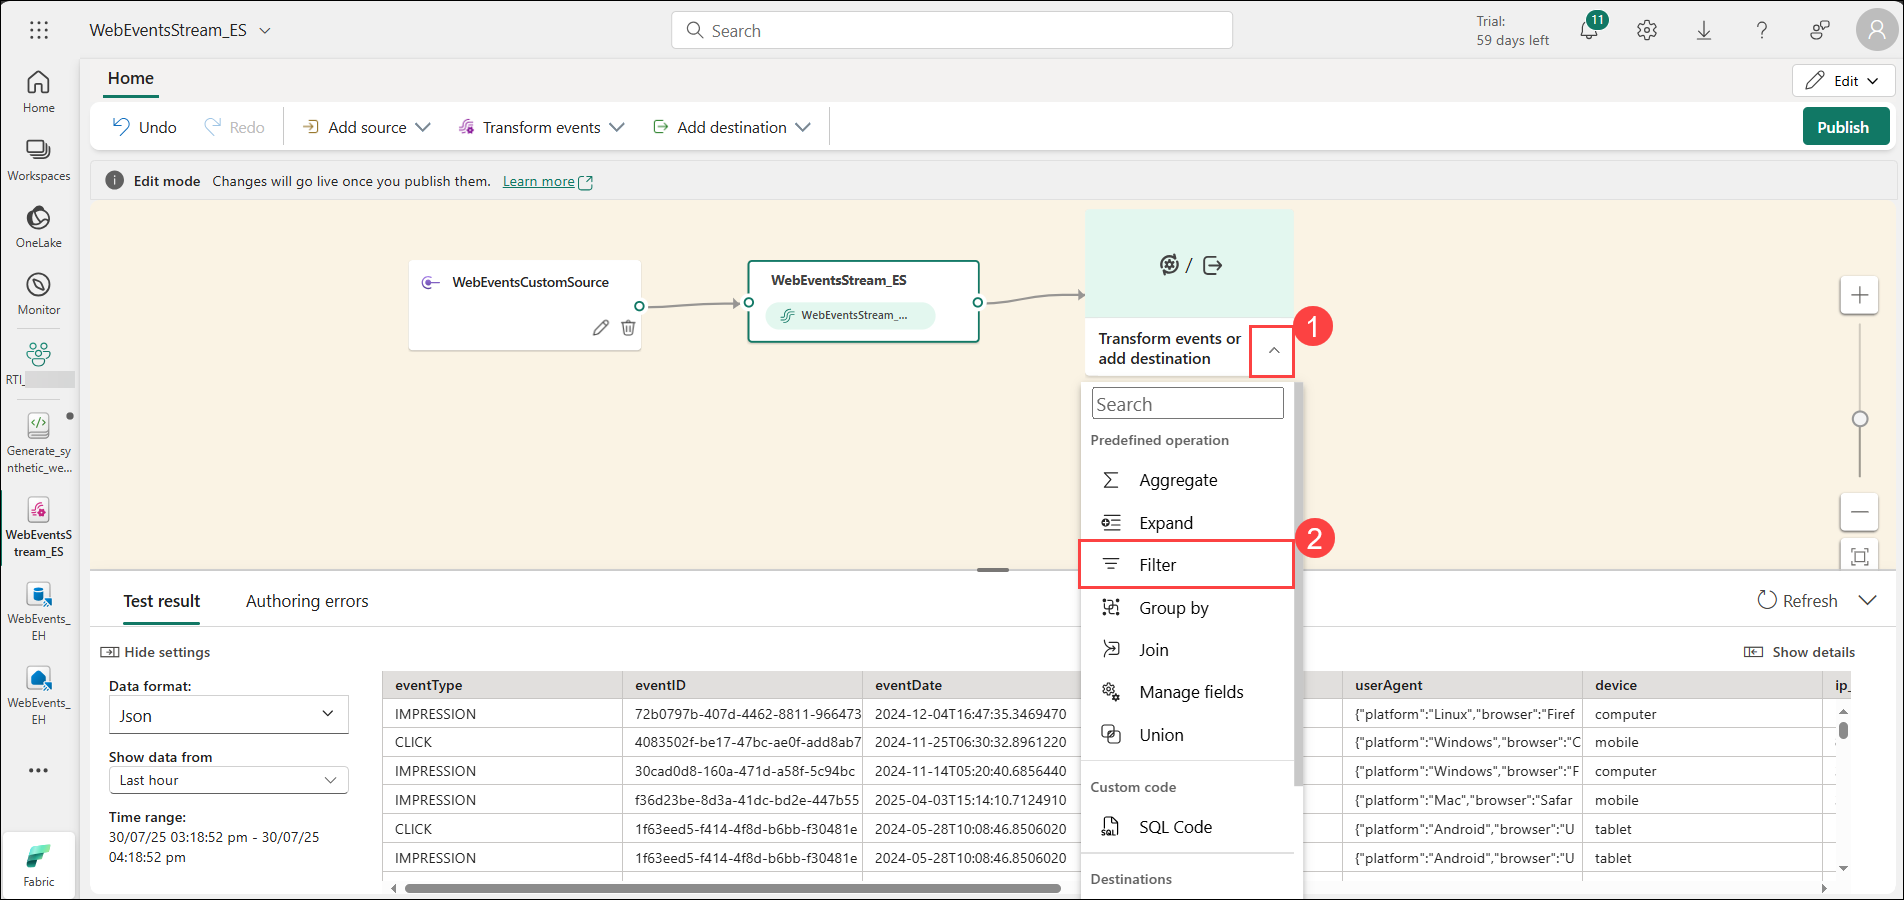 WebEventsStream_ES
Search
Trial:
59 days left
11
Home
Edit
Undo
Redo
Add source
Transform events
Add destination
Publish
Edit mode
Changes will go live once you publish them.
Learn more
Home
Workspaces
OneLake
Monitor
RTI_
Generate_sy
nthetic_we...
WebEventsS
tream_ES
WebEvents_
EH
WebEvents_
EH
Fabric
WebEventsCustomSource
WebEventsStream_ES
WebEventsStream_...
Transform events or
add destination
1
Search
Predefined operation
Aggregate
Expand
Filter
2
Group by
Join
Manage fields
Union
Custom code
SQL Code
Destinations
Test result
Authoring errors
Refresh
Hide settings
Show details
Data format:
Json
Show data from
Last hour
Time range:
30/07/25 03:18:52 pm - 30/07/25
04:18:52 pm
eventType eventID eventDate userAgent device ip_
IMPRESSION 72b0797b-407d-4462-8811-966473 2024-12-04T16:47:35.3469470 {"platform":"Linux","browser":"Firef computer
CLICK 4083502f-be17-47bc-ae0f-add8ab7 2024-11-25T06:30:32.8961220 {"platform":"Windows","browser":"C mobile
IMPRESSION 30cad0d8-160a-471d-a58f-5c94bc 2024-11-14T05:20:40.6856440 {"platform":"Windows","browser":"F computer
IMPRESSION f36d23be-8d3a-41dc-bd2e-447b55 2025-04-03T15:14:10.7124910 {"platform":"Mac","browser":"Safar mobile
CLICK 1f63eed5-f414-4f8d-b6bb-f30481e 2024-05-28T10:08:46.8506020 {"platform":"Android","browser":"U tablet
IMPRESSION 1f63eed5-f414-4f8d-b6bb-f30481e 2024-05-28T10:08:46.8506020 {"platform":"Android","browser":"U tablet